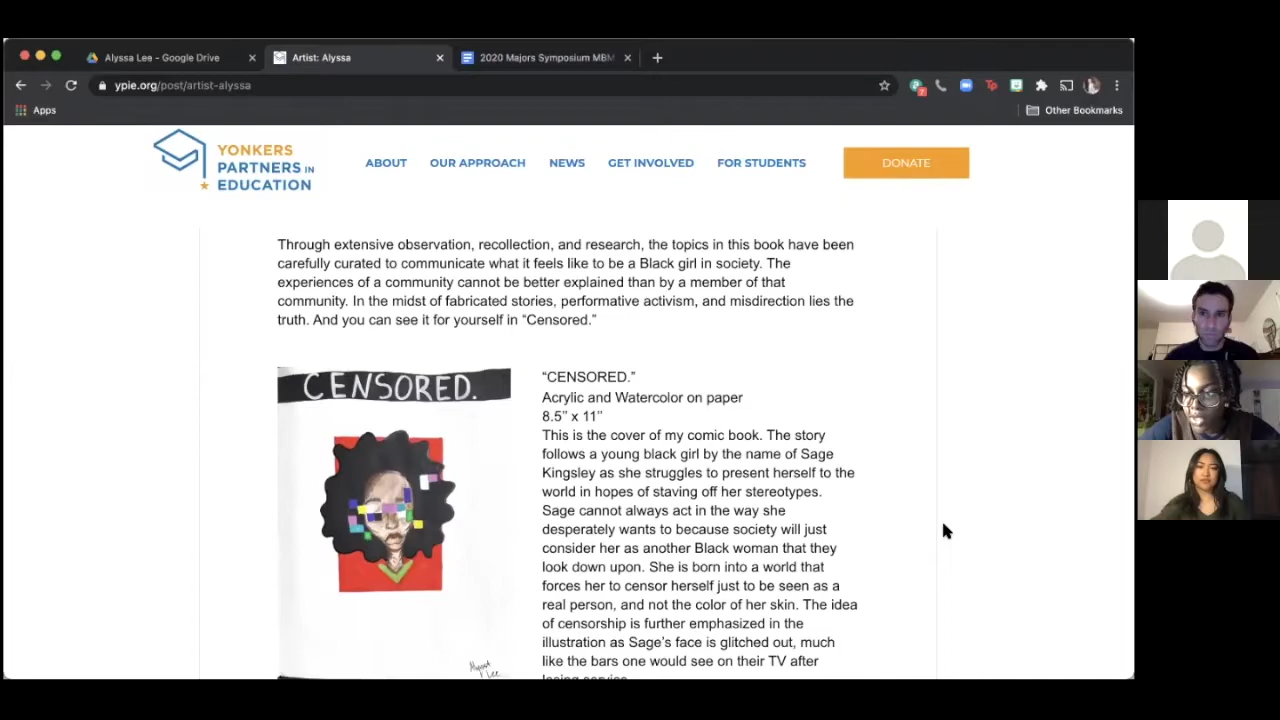 Alyssa Lee - Google Drive
Artist: Alyssa
2020 Majors Symposium MBM
ypie.org/post/artist-alyssa
Apps
Other Bookmarks
YONKERS
PARTNERS IN
EDUCATION
ABOUT
OUR APPROACH
NEWS
GET INVOLVED
FOR STUDENTS
DONATE
Through extensive observation, recollection, and research, the topics in this book have been
carefully curated to communicate what it feels like to be a Black girl in society. The
experiences of a community cannot be better explained than by a member of that
community. In the midst of fabricated stories, performative activism, and misdirection lies the
truth. And you can see it for yourself in “Censored.”
CENSORED.
Lee
“CENSORED.”
Acrylic and Watercolor on paper
8.5” x 11”
This is the cover of my comic book. The story
follows a young black girl by the name of Sage
Kingsley as she struggles to present herself to the
world in hopes of staving off her stereotypes.
Sage cannot always act in the way she
desperately wants to because society will just
consider her as another Black woman that they
look down upon. She is born into a world that
forces her to censor herself just to be seen as a
real person, and not the color of her skin. The idea
of censorship is further emphasized in the
illustration as Sage’s face is glitched out, much
like the bars one would see on their TV after